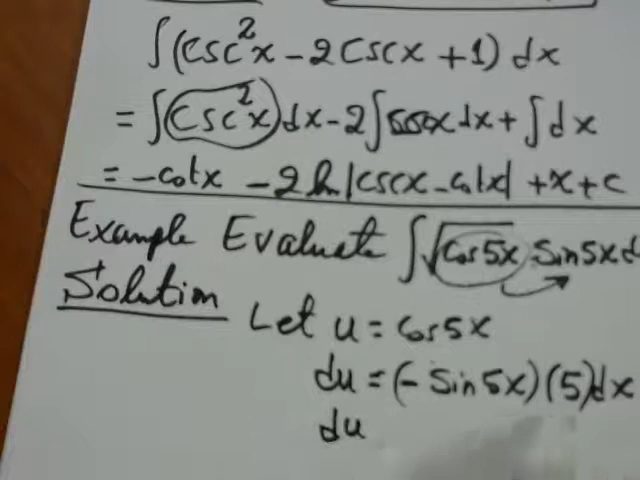 ∫(csc²x - 2cscx + 1) dx
= ∫(csc²x)dx - 2∫cscx dx + ∫dx
= -cotx - 2ln|cscx - cotx| + x + c
Example Evaluate ∫√cos5x sin5x d
Solution
Let u = cos5x
du = (-sin5x)(5)dx
du